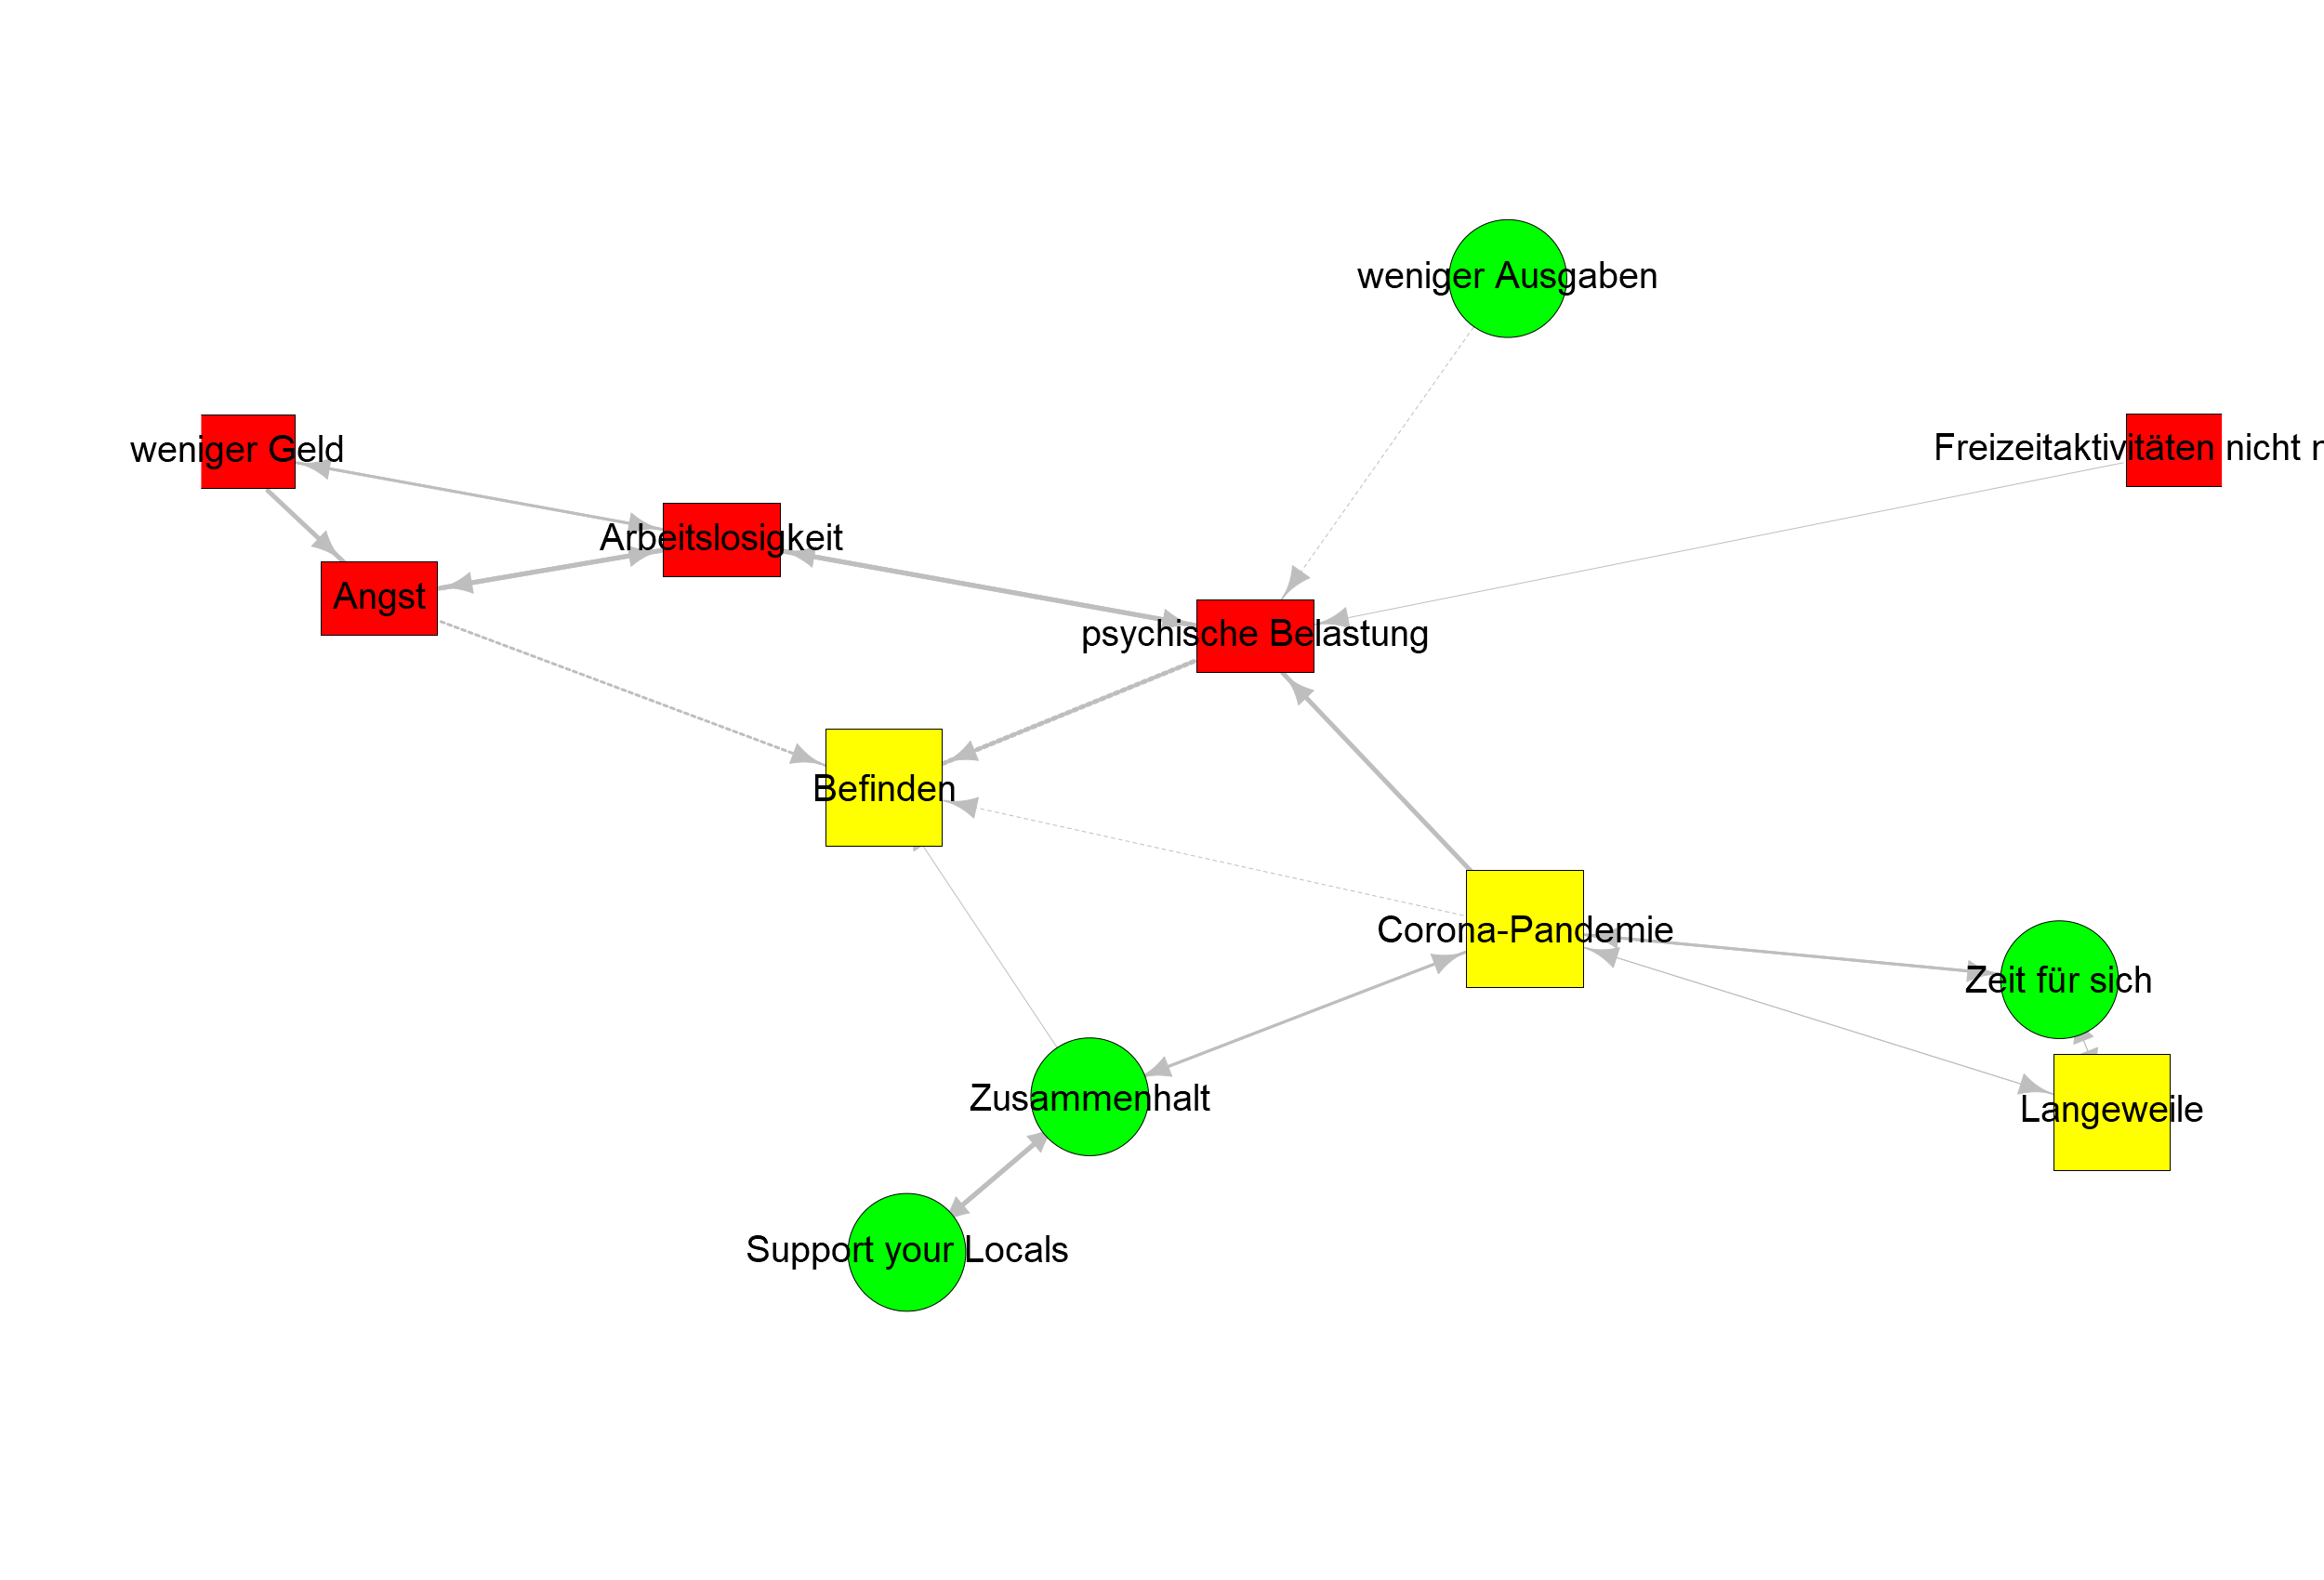 weniger Ausgaben
weniger Geld
Freizeitaktivitäten nicht
Arbeitslosigkeit
Angst
psychische Belastung
Befinden
Corona-Pandemie
Zeit für sich
Zusammenhalt
Langeweile
Support your Locals